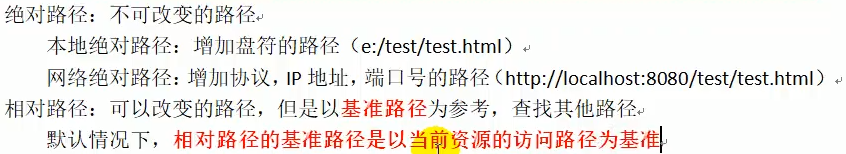 绝对路径：不可改变的路径
本地绝对路径：增加盘符的路径（e:/test/test.html）
网络绝对路径：增加协议，IP 地址，端口号的路径（http://localhost:8080/test/test.html）
相对路径：可以改变的路径，但是以基准路径为参考，查找其他路径
默认情况下，相对路径的基准路径是以当前资源的访问路径为基准